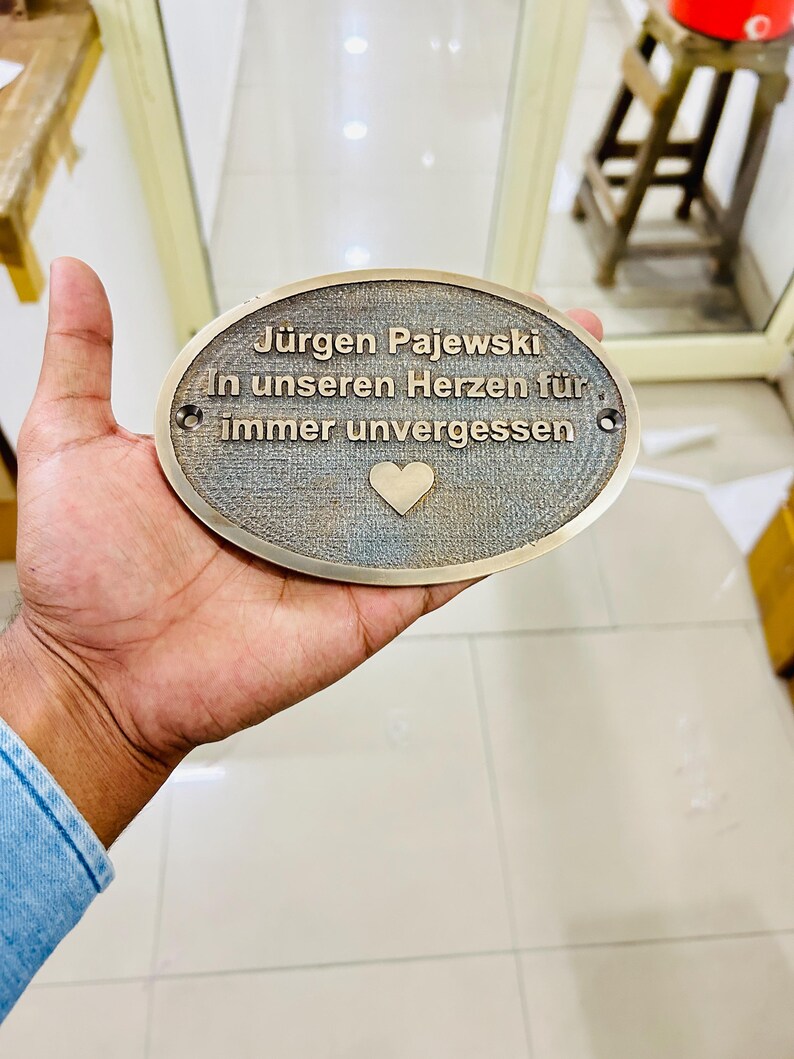 Jürgen Pajewski
In unseren Herzen für
immer unvergessen